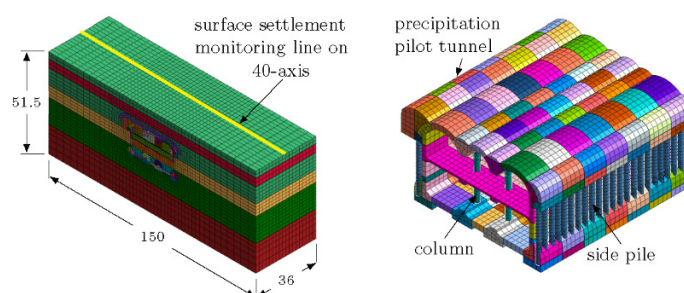 surface settlement
monitoring line on
40-axis
51.5
150
36
precipitation
pilot tunnel
column
side pile